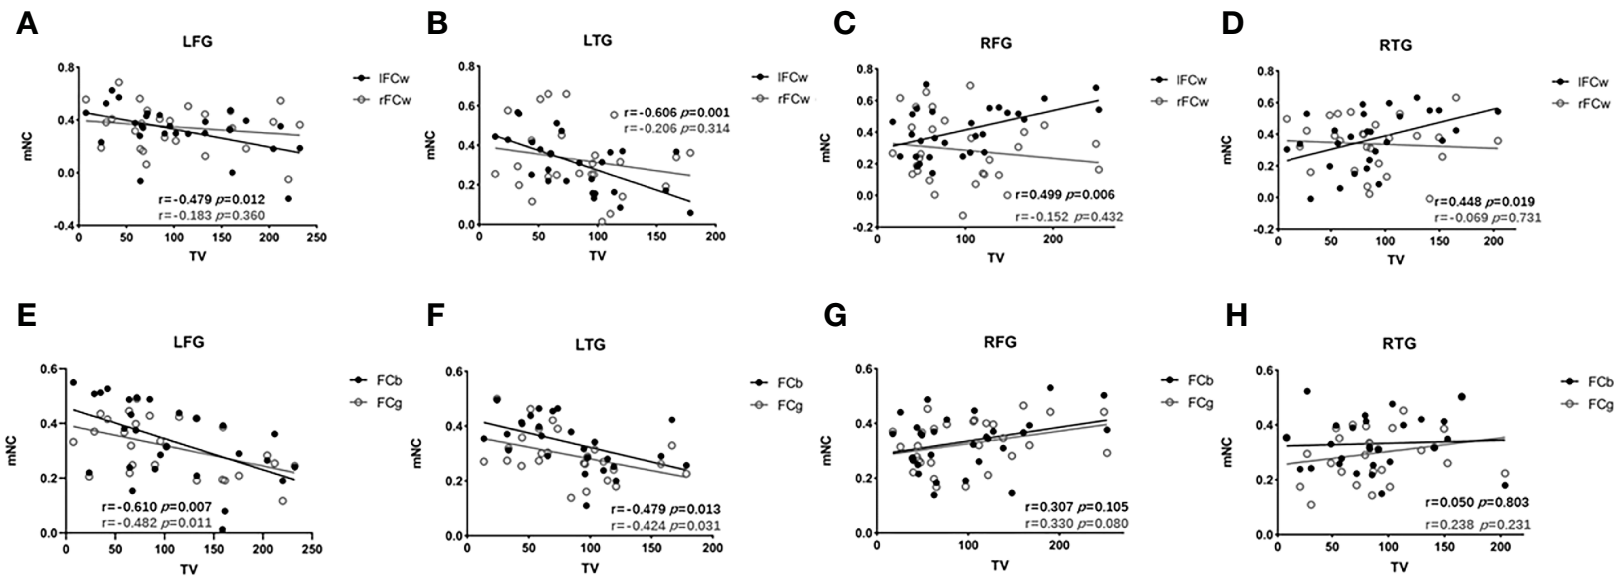 A
LFG
0.8
0.4
0.0
-0.4
mNC
0 50 100 150 200 250
TV
lFCw
rFCw
r=-0.479 p=0.012
r=-0.183 p=0.360
B
LTG
0.8
0.6
0.4
0.2
0.0
mNC
0 50 100 150 200
TV
lFCw
rFCw
r=-0.606 p=0.001
r=-0.206 p=0.314
C
RFG
0.8
0.6
0.4
0.2
0.0
-0.2
mNC
0 100 200
TV
lFCw
rFCw
r=0.499 p=0.006
r=-0.152 p=0.432
D
RTG
0.8
0.6
0.4
0.2
0.0
-0.2
mNC
0 50 100 150 200
TV
lFCw
rFCw
r=0.448 p=0.019
r=-0.069 p=0.731
E
LFG
0.6
0.4
0.2
0.0
mNC
0 50 100 150 200 250
TV
FCb
FCg
r=-0.610 p=0.007
r=-0.482 p=0.011
F
LTG
0.6
0.4
0.2
0.0
mNC
0 50 100 150 200
TV
FCb
FCg
r=-0.479 p=0.013
r=-0.424 p=0.031
G
RFG
0.6
0.4
0.2
0.0
mNC
0 100 200
TV
FCb
FCg
r=0.307 p=0.105
r=0.330 p=0.080
H
RTG
0.6
0.4
0.2
0.0
mNC
0 50 100 150 200
TV
FCb
FCg
r=0.050 p=0.803
r=0.238 p=0.231